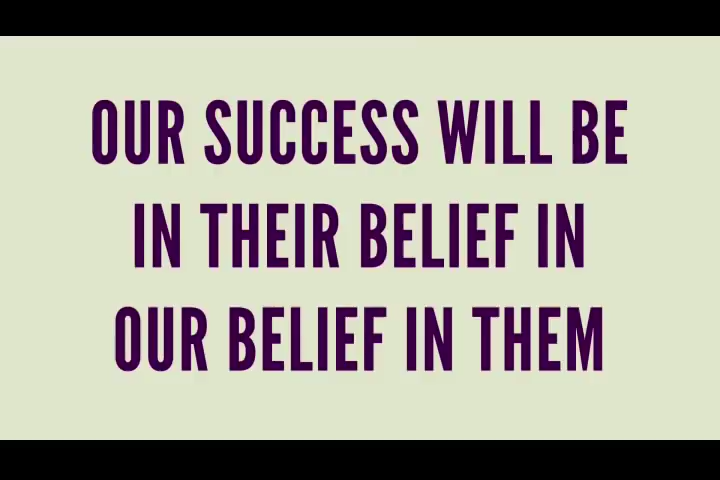 OUR SUCCESS WILL BE
IN THEIR BELIEF IN
OUR BELIEF IN THEM